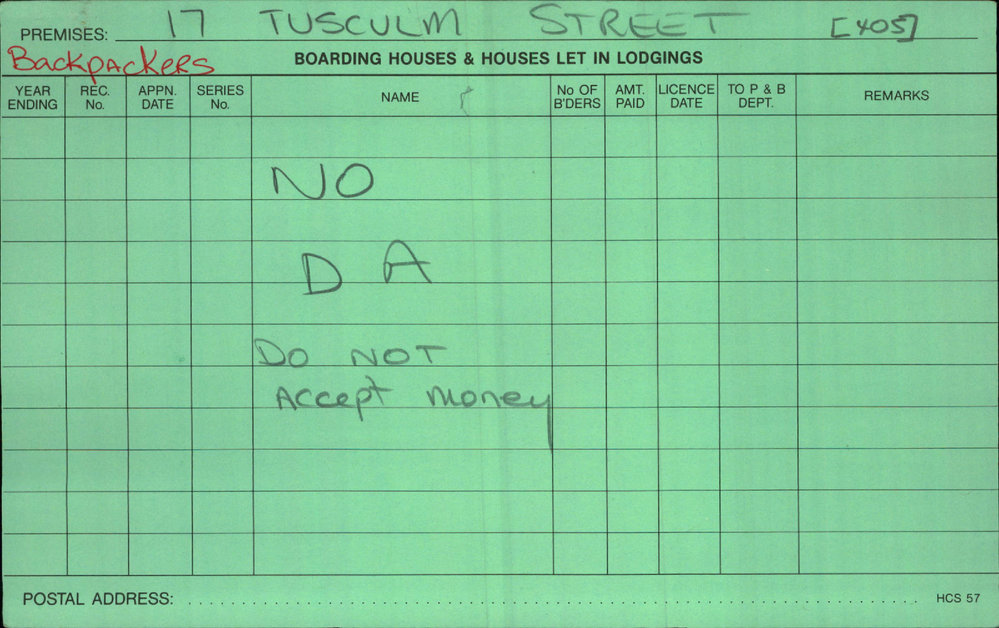 PREMISES: 17 TUSCULM STREET [405]
Backpackers BOARDING HOUSES & HOUSES LET IN LODGINGS
YEAR ENDING REC. No. APPN. DATE SERIES No. NAME No OF B'DERS AMT. PAID LICENCE DATE TO P & B DEPT. REMARKS
NO
D A
DO NOT
Accept money
POSTAL ADDRESS: HCS 57